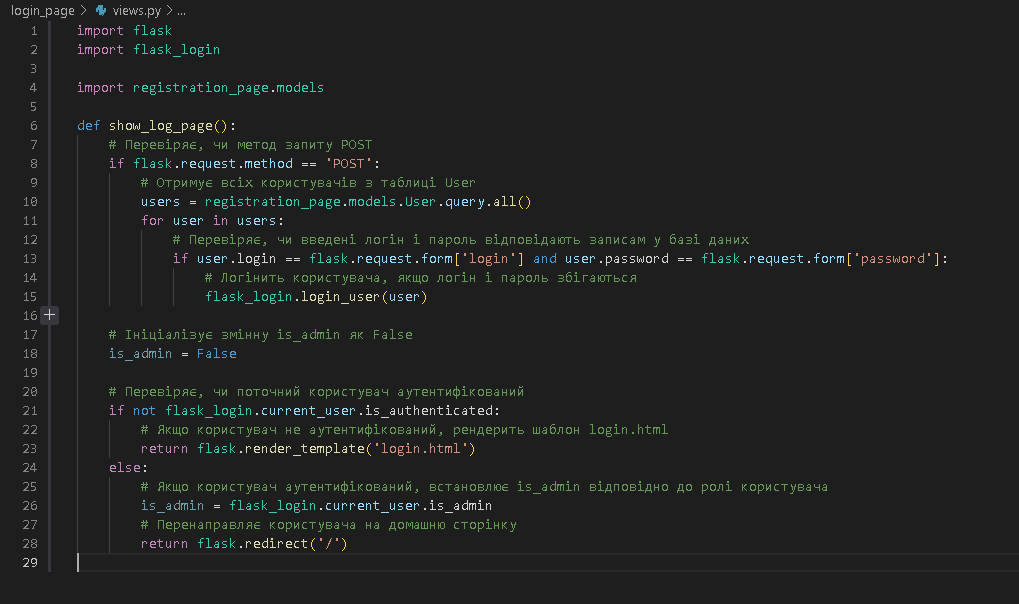 login_page > views.py > ...
1 import flask
2 import flask_login
3
4 import registration_page.models
5
6 def show_log_page():
7     # Перевіряє, чи метод запиту POST
8     if flask.request.method == 'POST':
9         # Отримує всіх користувачів з таблиці User
10         users = registration_page.models.User.query.all()
11         for user in users:
12             # Перевіряє, чи введені логін і пароль відповідають записам у базі даних
13             if user.login == flask.request.form['login'] and user.password == flask.request.form['password']:
14                 # Логінить користувача, якщо логін і пароль збігаються
15                 flask_login.login_user(user)
16
17     # Ініціалізує змінну is_admin як False
18     is_admin = False
19
20     # Перевіряє, чи поточний користувач аутентифікований
21     if not flask_login.current_user.is_authenticated:
22         # Якщо користувач не аутентифікований, рендерить шаблон login.html
23         return flask.render_template('login.html')
24     else:
25         # Якщо користувач аутентифікований, встановлює is_admin відповідно до ролі користувача
26         is_admin = flask_login.current_user.is_admin
27         # Перенаправляє користувача на домашню сторінку
28         return flask.redirect('/')
29